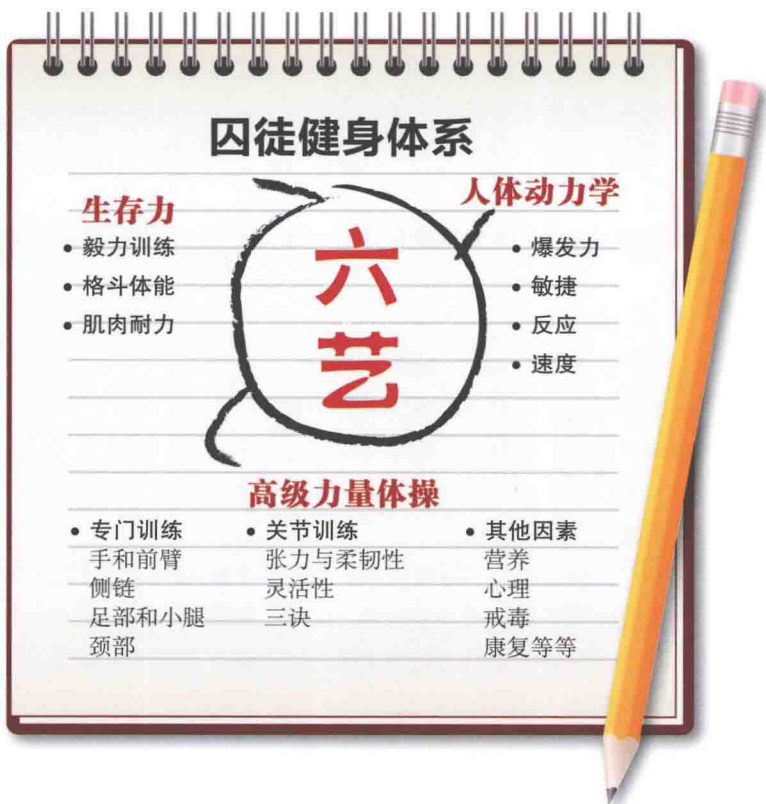 囚徒健身体系
生存力
• 毅力训练
• 格斗体能
• 肌肉耐力
六
艺
人体动力学
• 爆发力
• 敏捷
• 反应
• 速度
高级力量体操
• 专门训练
手和前臂
侧链
足部和小腿
颈部
• 关节训练
张力与柔韧性
灵活性
三诀
• 其他因素
营养
心理
戒毒
康复等等